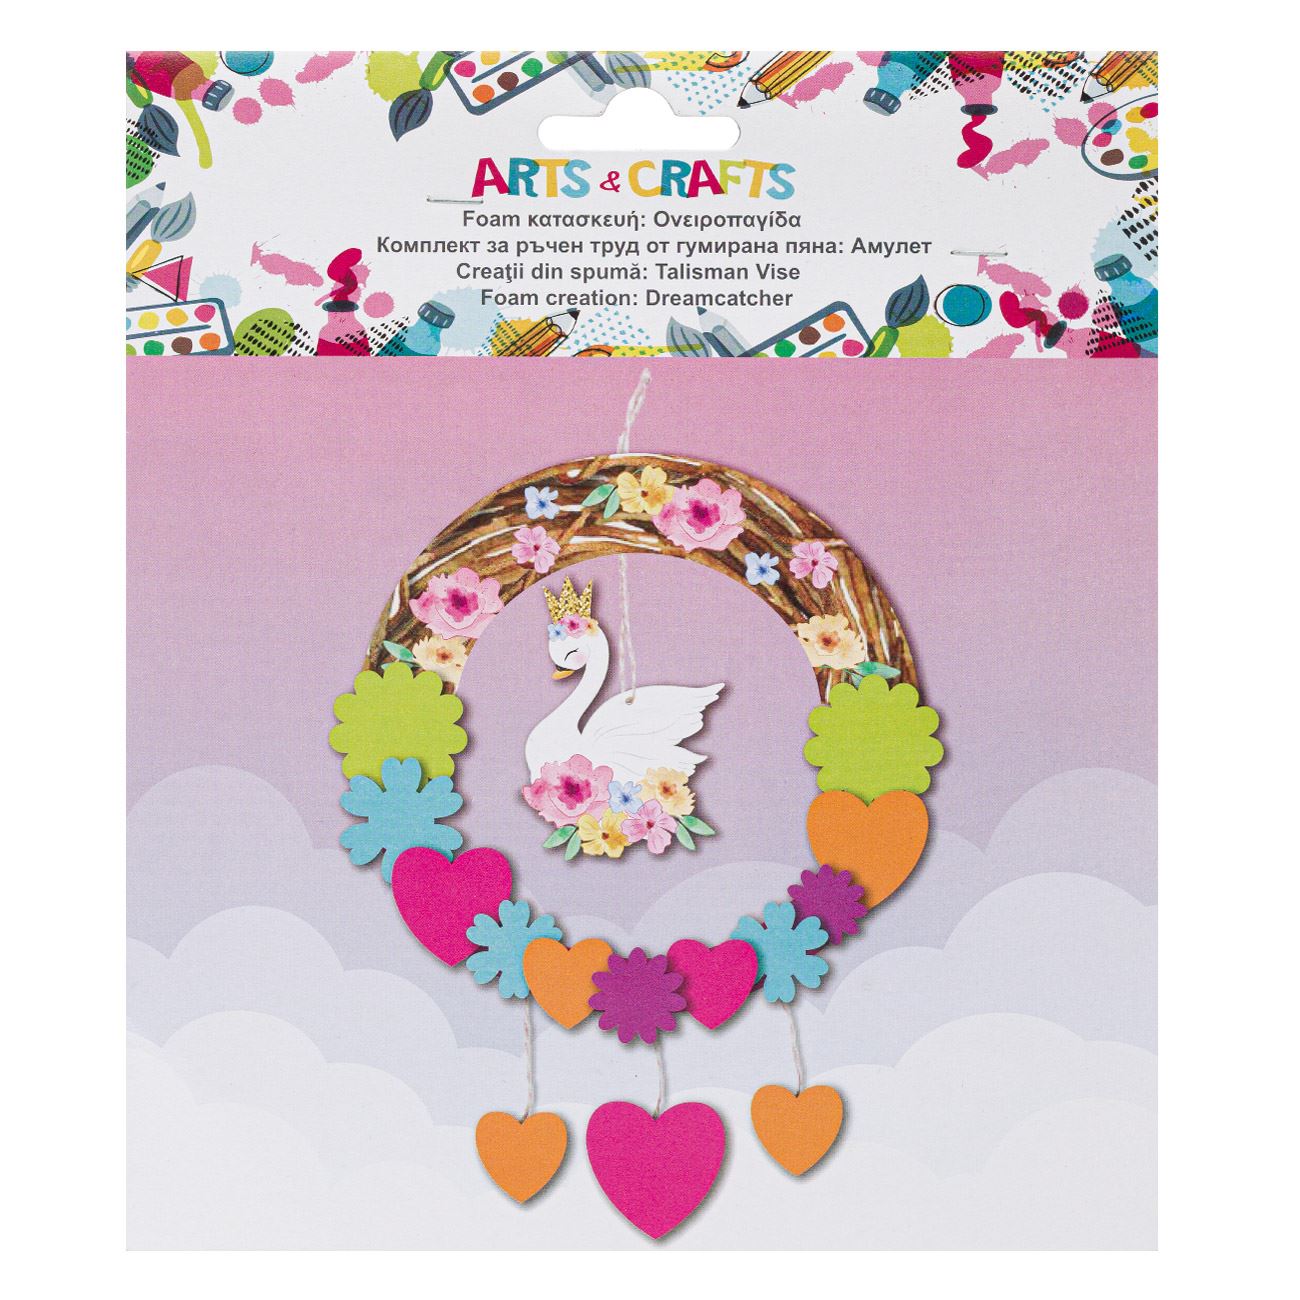 ARTS & CRAFTS
Foam κατασκευή: Ονειροπαγίδα
Комплект за ръчен труд от гумирана пяна: Амулет
Creaţii din spumă: Talisman Vise
Foam creation: Dreamcatcher